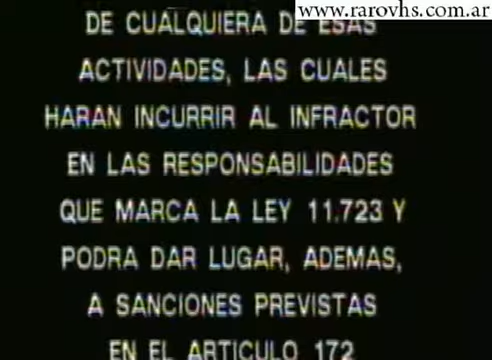 www.rarovhs.com.ar
DE CUALQUIERA DE ESAS
ACTIVIDADES, LAS CUALES
HARAN INCURRIR AL INFRACTOR
EN LAS RESPONSABILIDADES
QUE MARCA LA LEY 11.723 Y
PODRA DAR LUGAR, ADEMAS,
A SANCIONES PREVISTAS
EN EL ARTICULO 172